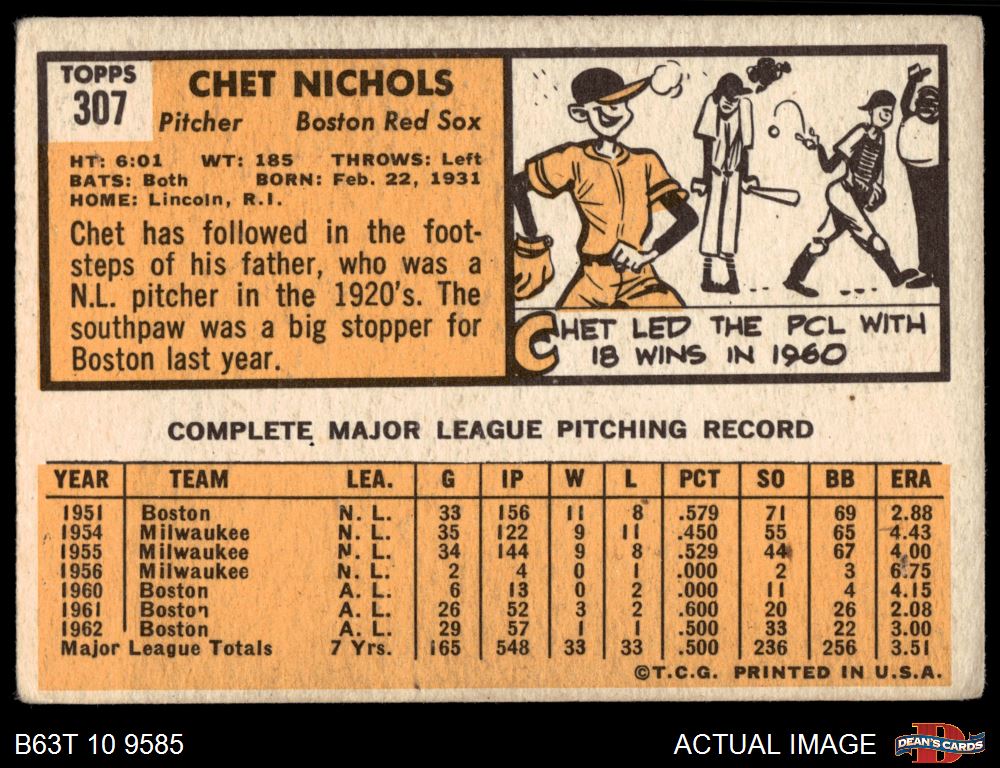 TOPPS
307
CHET NICHOLS
Pitcher Boston Red Sox
HT: 6:01 WT: 185 THROWS: Left
BATS: Both BORN: Feb. 22, 1931
HOME: Lincoln, R.I.
Chet has followed in the foot-
steps of his father, who was a
N.L. pitcher in the 1920's. The
southpaw was a big stopper for
Boston last year.
CHET LED THE PCL WITH
18 WINS IN 1960
COMPLETE MAJOR LEAGUE PITCHING RECORD
YEAR TEAM LEA. G IP W L PCT SO BB ERA
1951 Boston N. L. 33 156 11 8 .579 71 69 2.88
1954 Milwaukee N. L. 35 122 9 11 .450 55 65 4.43
1955 Milwaukee N. L. 34 144 9 8 .529 44 67 4.00
1956 Milwaukee N. L. 2 4 0 1 .000 2 3 6.75
1960 Boston A. L. 6 13 0 2 .000 11 4 4.15
1961 Boston A. L. 26 52 3 2 .600 20 26 2.08
1962 Boston A. L. 29 57 1 1 .500 33 22 3.00
Major League Totals 7 Yrs. 165 548 33 33 .500 236 256 3.51
©T.C.G. PRINTED IN U.S.A.
B63T 10 9585
ACTUAL IMAGE
D
DEAN'S CARDS